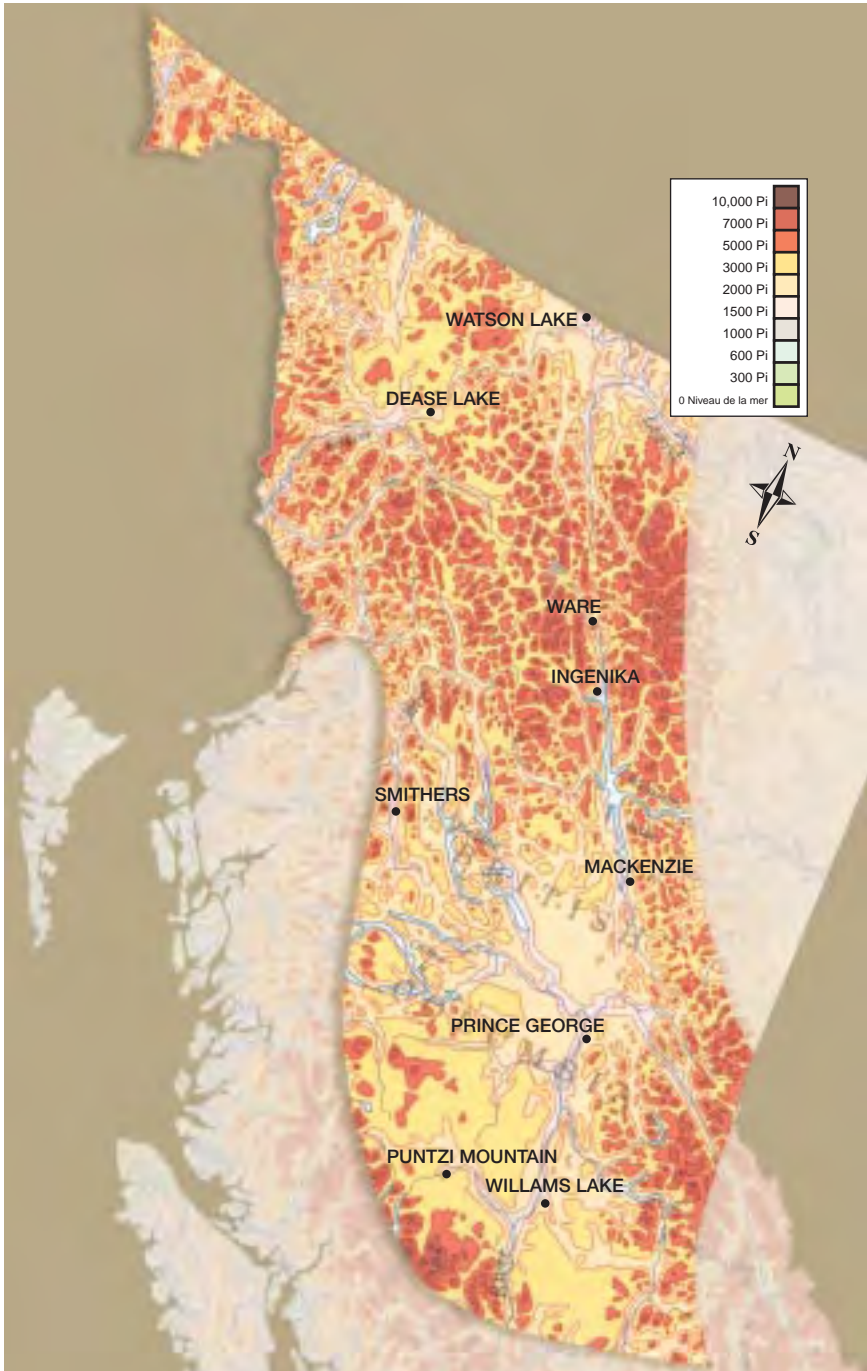 10,000 Pi
7000 Pi
5000 Pi
3000 Pi
2000 Pi
1500 Pi
1000 Pi
600 Pi
300 Pi
0 Niveau de la mer
N
S
WATSON LAKE
DEASE LAKE
WARE
INGENIKA
SMITHERS
MACKENZIE
PRINCE GEORGE
PUNTZI MOUNTAIN
WILLAMS LAKE
River